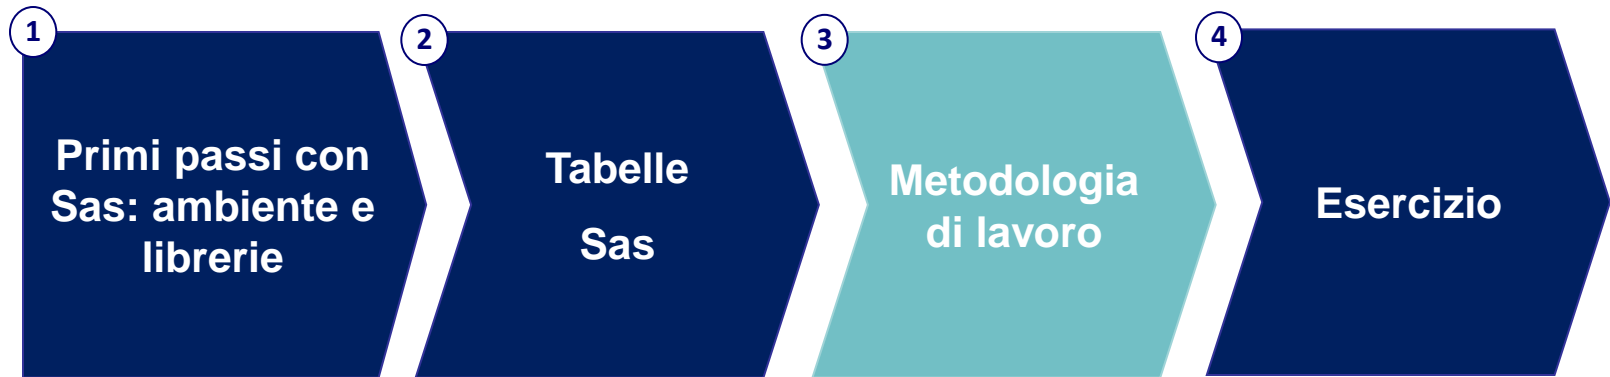 1
Primi passi con
Sas: ambiente e
librerie
2
Tabelle
Sas
3
Metodologia
di lavoro
4
Esercizio